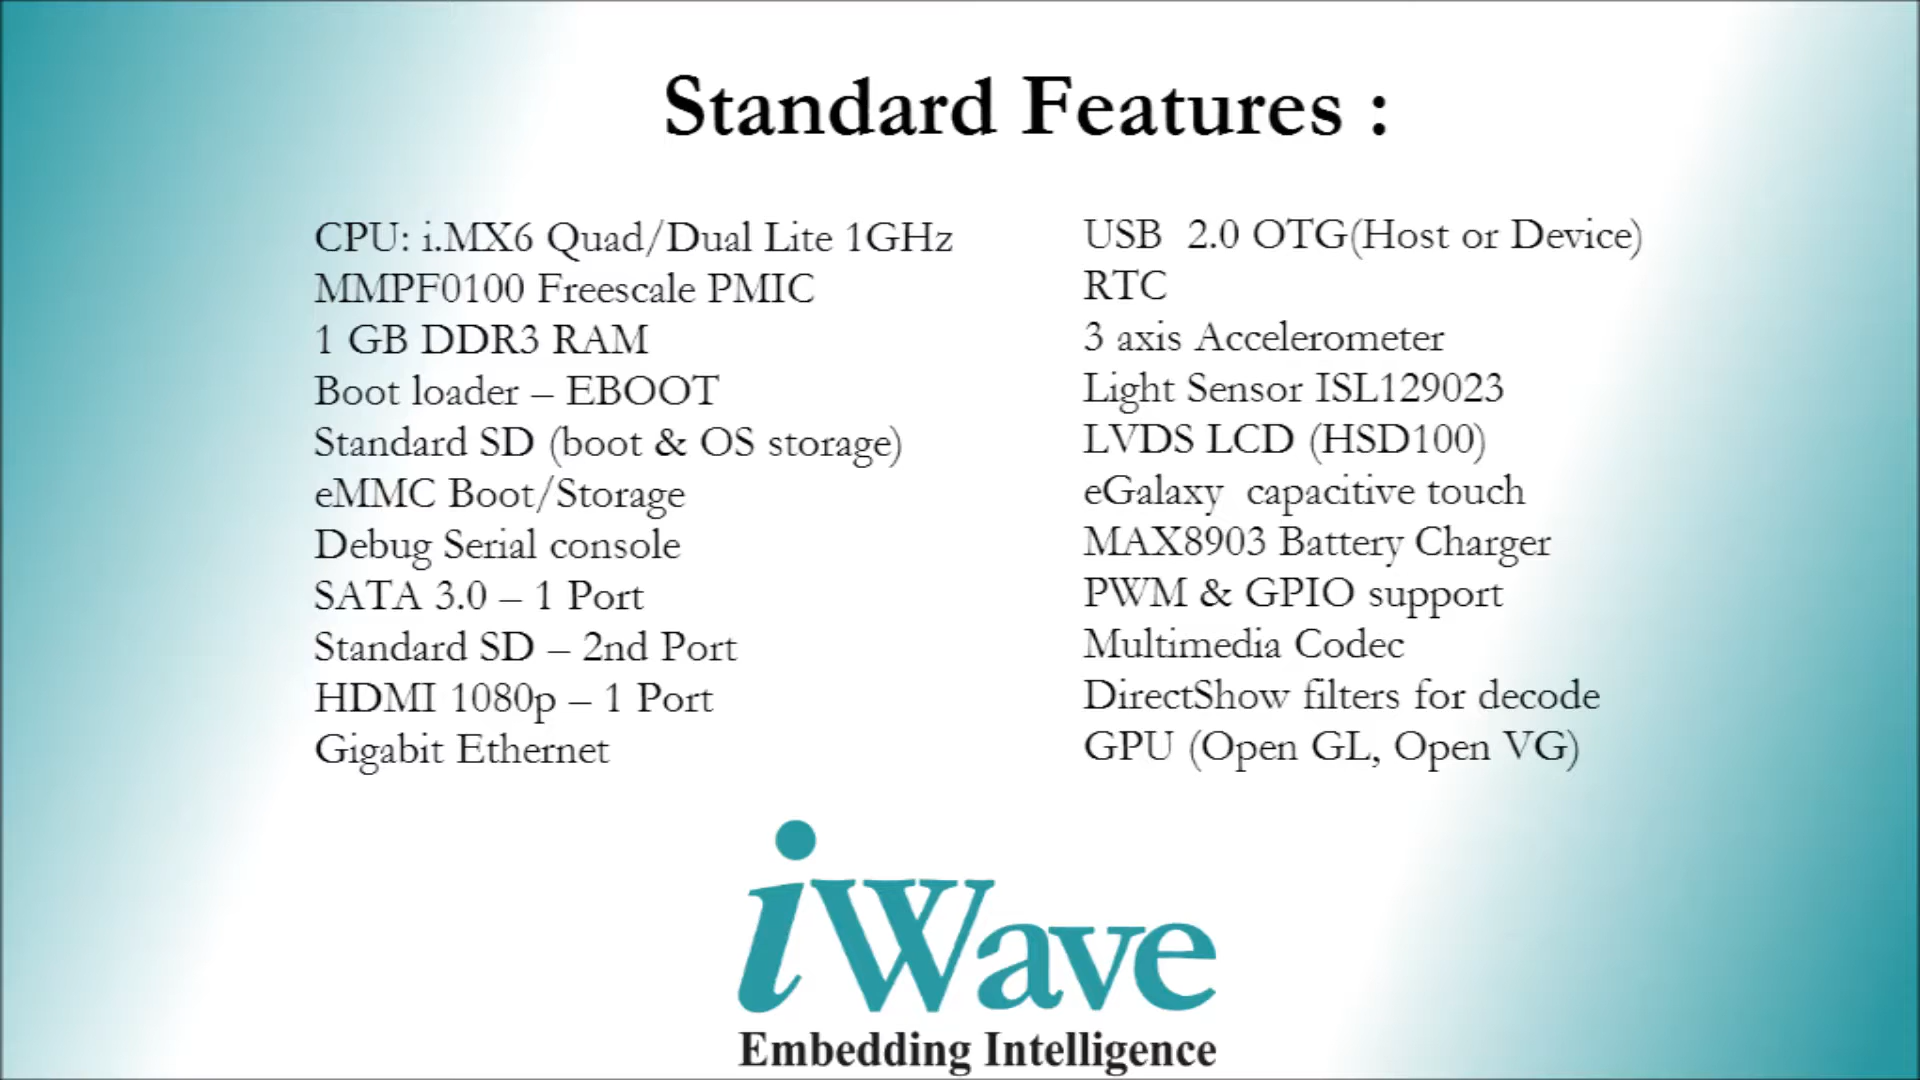 Standard Features :
CPU: i.MX6 Quad/Dual Lite 1GHz
MMPF0100 Freescale PMIC
1 GB DDR3 RAM
Boot loader – EBOOT
Standard SD (boot & OS storage)
eMMC Boot/Storage
Debug Serial console
SATA 3.0 – 1 Port
Standard SD – 2nd Port
HDMI 1080p – 1 Port
Gigabit Ethernet
USB  2.0 OTG(Host or Device)
RTC
3 axis Accelerometer
Light Sensor ISL129023
LVDS LCD (HSD100)
eGalaxy  capacitive touch
MAX8903 Battery Charger
PWM & GPIO support
Multimedia Codec
DirectShow filters for decode
GPU (Open GL, Open VG)
iWave
Embedding Intelligence